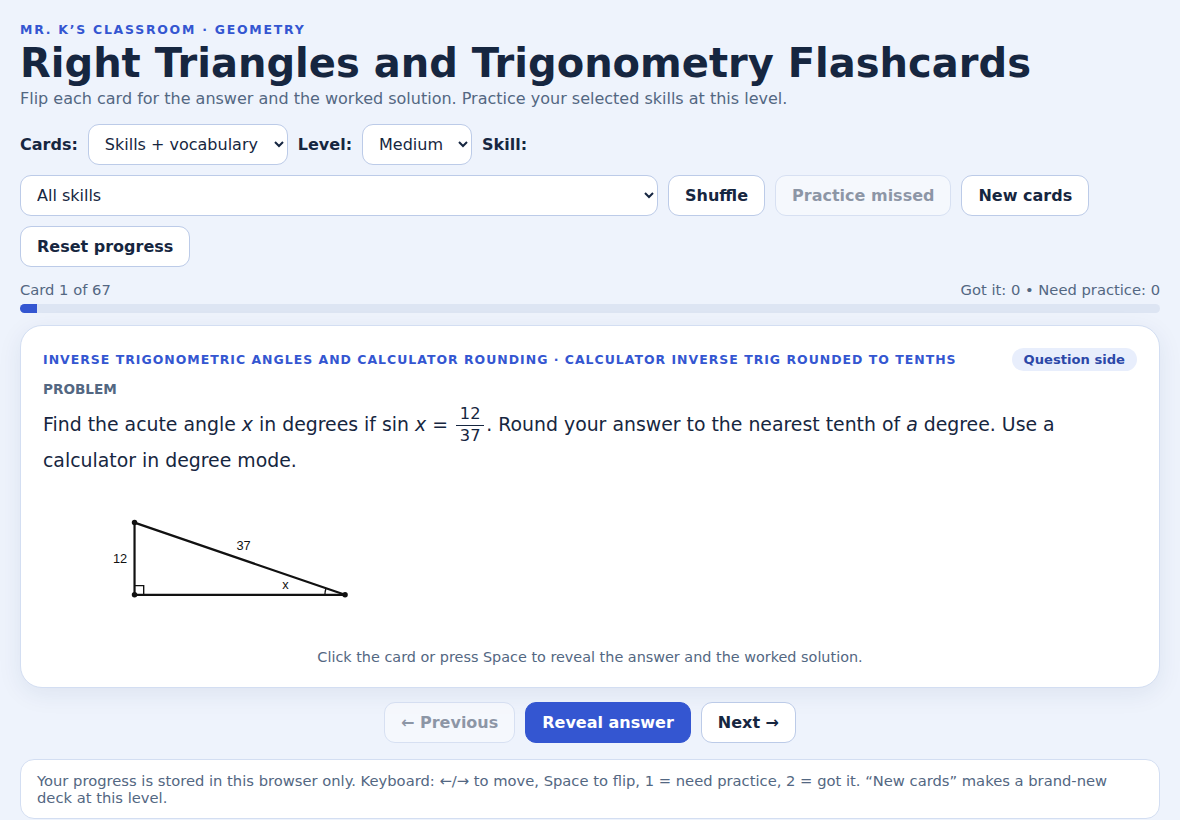 MR. K’S CLASSROOM · GEOMETRY
Right Triangles and Trigonometry Flashcards
Flip each card for the answer and the worked solution. Practice your selected skills at this level.
Cards: Skills + vocabulary Level: Medium Skill:
All skills Shuffle Practice missed New cards
Reset progress
Card 1 of 67 Got it: 0 • Need practice: 0
INVERSE TRIGONOMETRIC ANGLES AND CALCULATOR ROUNDING · CALCULATOR INVERSE TRIG ROUNDED TO TENTHS Question side
PROBLEM
Find the acute angle x in degrees if sin x = 12/37. Round your answer to the nearest tenth of a degree. Use a
calculator in degree mode.
37
12
x
Click the card or press Space to reveal the answer and the worked solution.
← Previous Reveal answer Next →
Your progress is stored in this browser only. Keyboard: ←/→ to move, Space to flip, 1 = need practice, 2 = got it. “New cards” makes a brand-new
deck at this level.